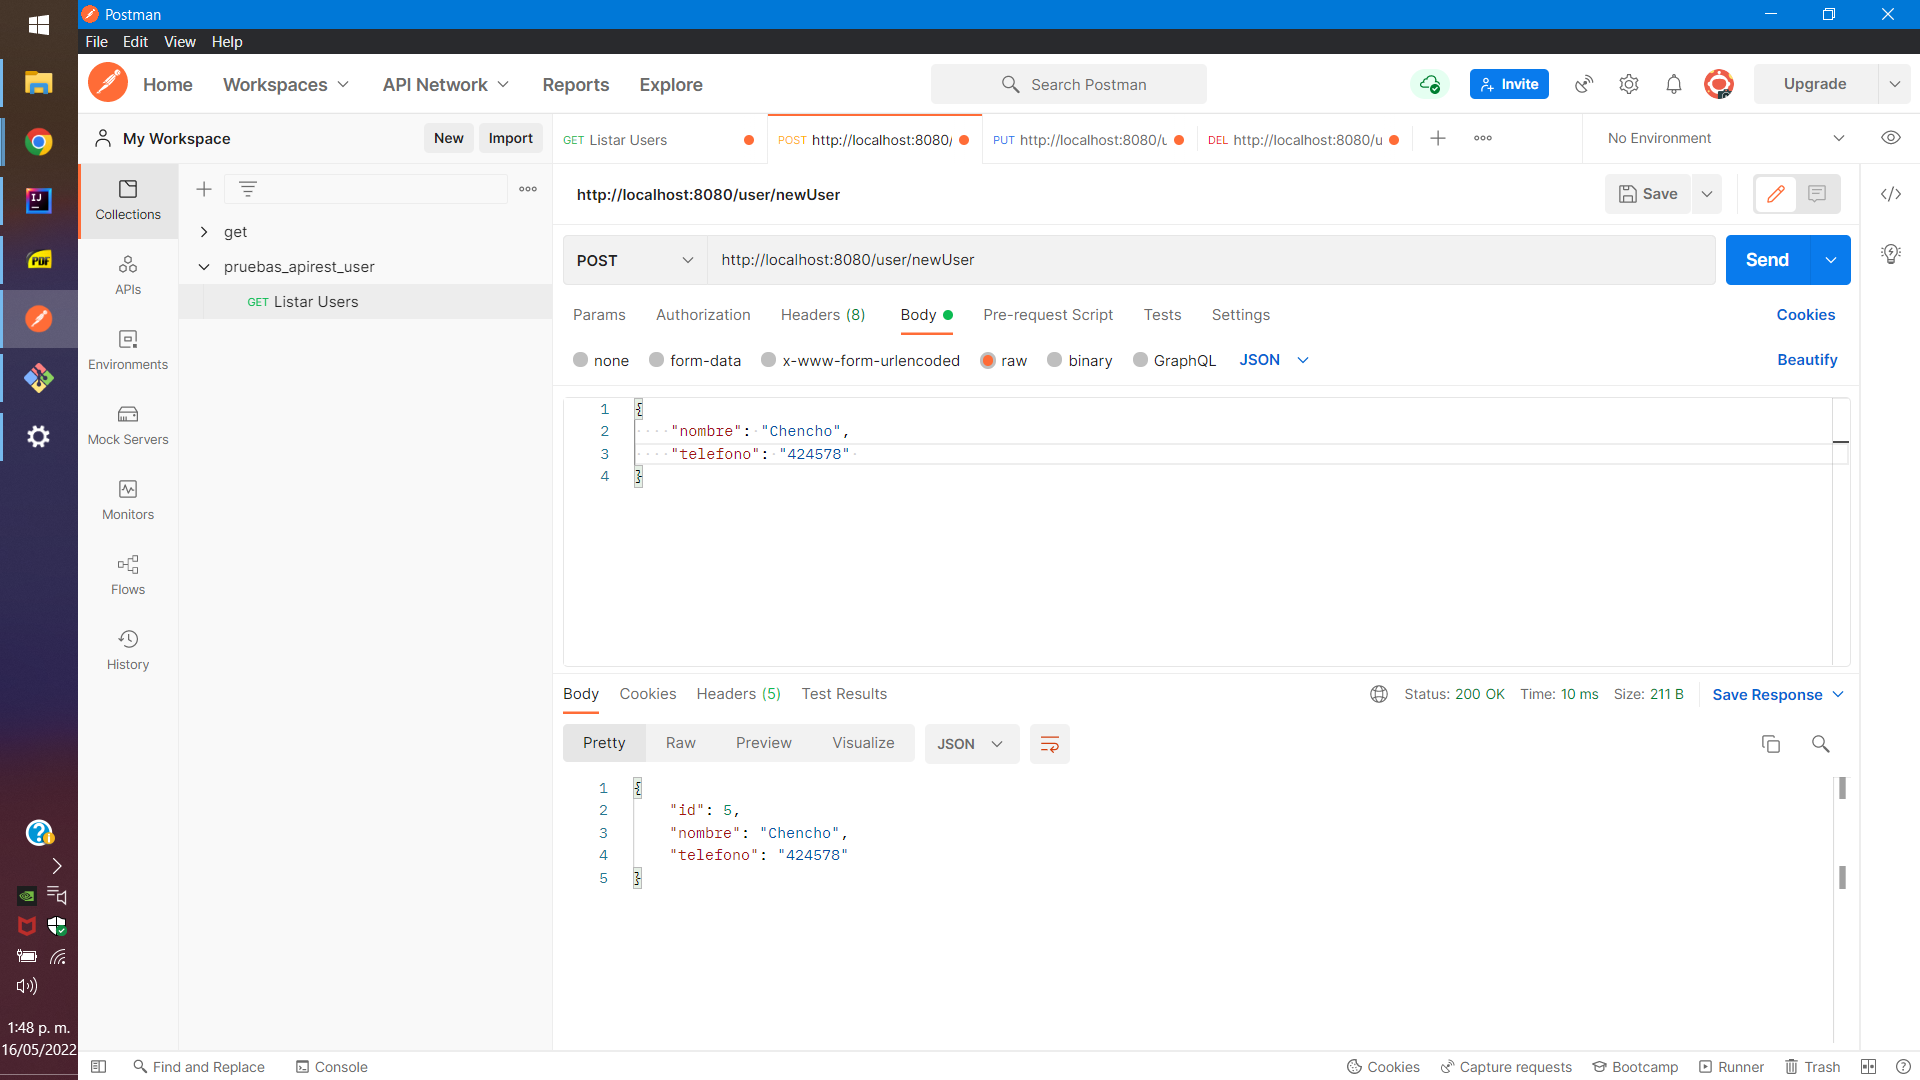 Postman
File Edit View Help
Home Workspaces API Network Reports Explore
Search Postman
Invite
Upgrade
My Workspace
New Import
GET Listar Users
POST http://localhost:8080/
PUT http://localhost:8080/u
DEL http://localhost:8080/u
No Environment
Collections
APIs
Environments
Mock Servers
Monitors
Flows
History
get
pruebas_apirest_user
GET Listar Users
http://localhost:8080/user/newUser
Save
POST http://localhost:8080/user/newUser
Send
Params Authorization Headers (8) Body Pre-request Script Tests Settings
Cookies
none form-data x-www-form-urlencoded raw binary GraphQL JSON
Beautify
1 {
2 "nombre": "Chencho",
3 "telefono": "424578"
4 }
Body Cookies Headers (5) Test Results
Status: 200 OK Time: 10 ms Size: 211 B
Save Response
Pretty Raw Preview Visualize JSON
1 {
2 "id": 5,
3 "nombre": "Chencho",
4 "telefono": "424578"
5 }
IJ
PDF
1:48 p. m.
16/05/2022
Find and Replace Console
Cookies Capture requests Bootcamp Runner Trash